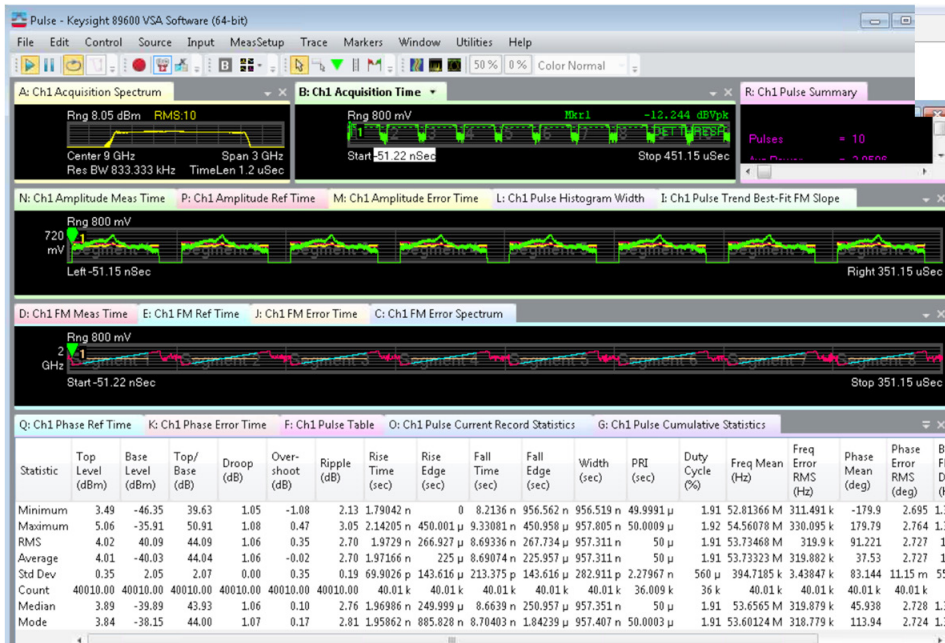 Pulse - Keysight 89600 VSA Software (64-bit)
File Edit Control Source Input MeasSetup Trace Markers Window Utilities Help
50 % 0 % Color Normal
A: Ch1 Acquisition Spectrum
Rng 8.05 dBm RMS:10
Center 9 GHz Span 3 GHz
Res BW 833.333 kHz TimeLen 1.2 uSec
B: Ch1 Acquisition Time
Rng 800 mV Mkr1 -12.244 dBVpk
1 2 3 4 5 6 7 8
Start -51.22 nSec Stop 451.15 uSec
R: Ch1 Pulse Summary
Pulses = 10
N: Ch1 Amplitude Meas Time P: Ch1 Amplitude Ref Time M: Ch1 Amplitude Error Time L: Ch1 Pulse Histogram Width I: Ch1 Pulse Trend Best-Fit FM Slope
Rng 800 mV
720
mV
1
Left -51.15 nSec Right 351.15 uSec
D: Ch1 FM Meas Time E: Ch1 FM Ref Time J: Ch1 FM Error Time C: Ch1 FM Error Spectrum
Rng 800 mV
2
GHz
1
Start -51.22 nSec Stop 351.15 uSec
Q: Ch1 Phase Ref Time K: Ch1 Phase Error Time F: Ch1 Pulse Table O: Ch1 Pulse Current Record Statistics G: Ch1 Pulse Cumulative Statistics
Statistic Top Level (dBm) Base Level (dBm) Top/ Base (dB) Droop (dB) Over- shoot (dB) Ripple (dB) Rise Time (sec) Rise Edge (sec) Fall Time (sec) Fall Edge (sec) Width (sec) PRI (sec) Duty Cycle (%) Freq Mean (Hz) Freq Error RMS (Hz) Phase Mean (deg) Phase Error RMS (deg)
Minimum 3.49 -46.35 39.63 1.05 -1.08 2.13 1.79042 n 0 8.2136 n 956.562 n 956.519 n 49.9991 µ 1.91 52.81366 M 311.491 k -179.9 2.695
Maximum 5.06 -35.91 50.91 1.08 0.47 3.05 2.14205 n 450.001 µ 9.33081 n 450.958 µ 957.805 n 50.0009 µ 1.92 54.56078 M 330.095 k 179.79 2.764
RMS 4.02 40.09 44.09 1.06 0.35 2.70 1.9729 n 266.927 µ 8.69336 n 267.734 µ 957.311 n 50 µ 1.91 53.73468 M 319.9 k 91.221 2.727
Average 4.01 -40.03 44.04 1.06 -0.02 2.70 1.97166 n 225 µ 8.69074 n 225.957 µ 957.311 n 50 µ 1.91 53.73323 M 319.882 k 37.53 2.727
Std Dev 0.35 2.05 2.07 0.00 0.35 0.19 69.9026 p 143.616 µ 213.375 p 143.616 µ 282.911 p 2.27967 n 560 µ 394.7185 k 3.43847 k 83.144 11.15 m
Count 40010.00 40010.00 40010.00 40010.00 40010.00 40010.00 40.01 k 40.01 k 40.01 k 40.01 k 40.01 k 36.009 k 36 k 40.01 k 40.01 k 40.01 k 40.01 k
Median 3.89 -39.89 43.93 1.06 0.10 2.76 1.96986 n 249.999 µ 8.6639 n 250.957 µ 957.351 n 50 µ 1.91 53.6565 M 319.879 k 45.938 2.728
Mode 3.84 -38.15 44.00 1.07 0.17 2.81 1.95862 n 885.828 n 8.70403 n 1.84239 µ 957.407 n 50.0003 µ 1.91 53.60124 M 318.779 k 113.94 2.724